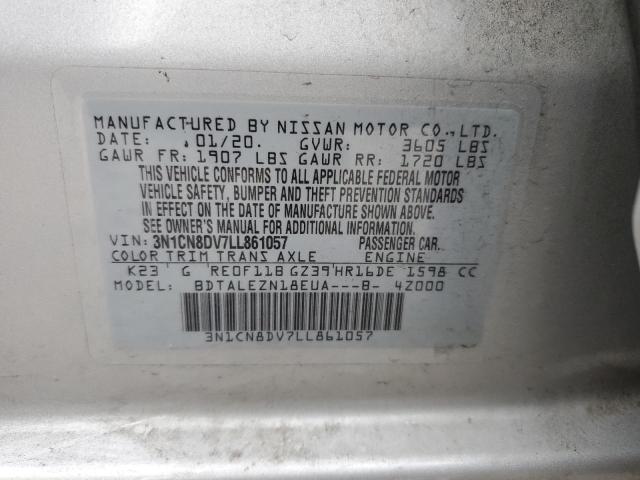 MANUFACTURED BY NISSAN MOTOR CO.,LTD.
DATE: .01/20. GVWR: 3605 LBS
GAWR FR: 1907 LBS GAWR RR: 1720 LBS
THIS VEHICLE CONFORMS TO ALL APPLICABLE FEDERAL MOTOR
VEHICLE SAFETY, BUMPER AND THEFT PREVENTION STANDARDS
IN EFFECT ON THE DATE OF MANUFACTURE SHOWN ABOVE.
SEE OWNER'S MANUAL FOR ADDITIONAL INFORMATION.
VIN: 3N1CN8DV7LL861057 PASSENGER CAR.
COLOR TRIM TRANS AXLE ENGINE
K23 G RE0F11B GZ39 HR16DE 1598 CC
MODEL: BDTALEZN18EUA---B- 4Z000
3N1CN8DV7LL861057